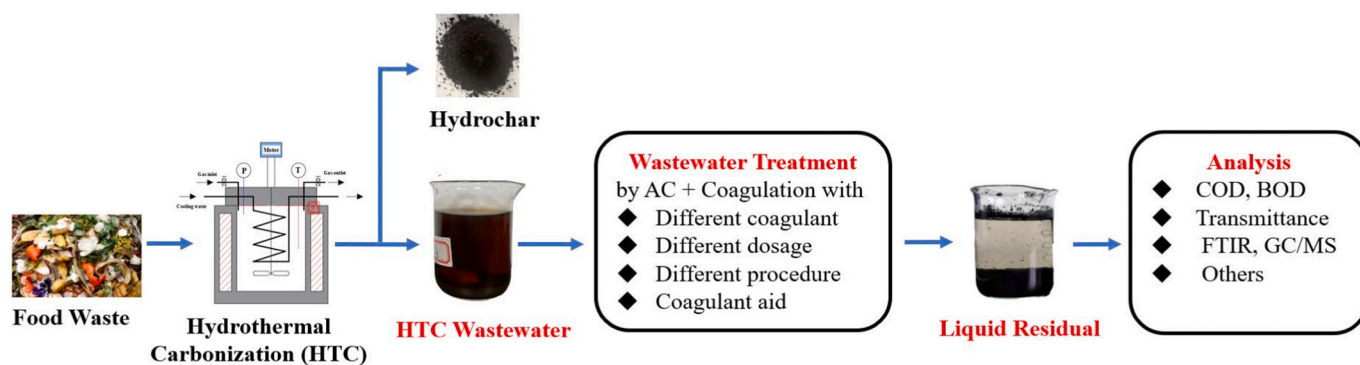 Hydrochar
Motor
P
T
Gas inlet
Gas outlet
Cooling water
Food Waste
Hydrothermal
Carbonization (HTC)
HTC Wastewater
Wastewater Treatment
by AC + Coagulation with
◆ Different coagulant
◆ Different dosage
◆ Different procedure
◆ Coagulant aid
Liquid Residual
Analysis
◆ COD, BOD
◆ Transmittance
◆ FTIR, GC/MS
◆ Others